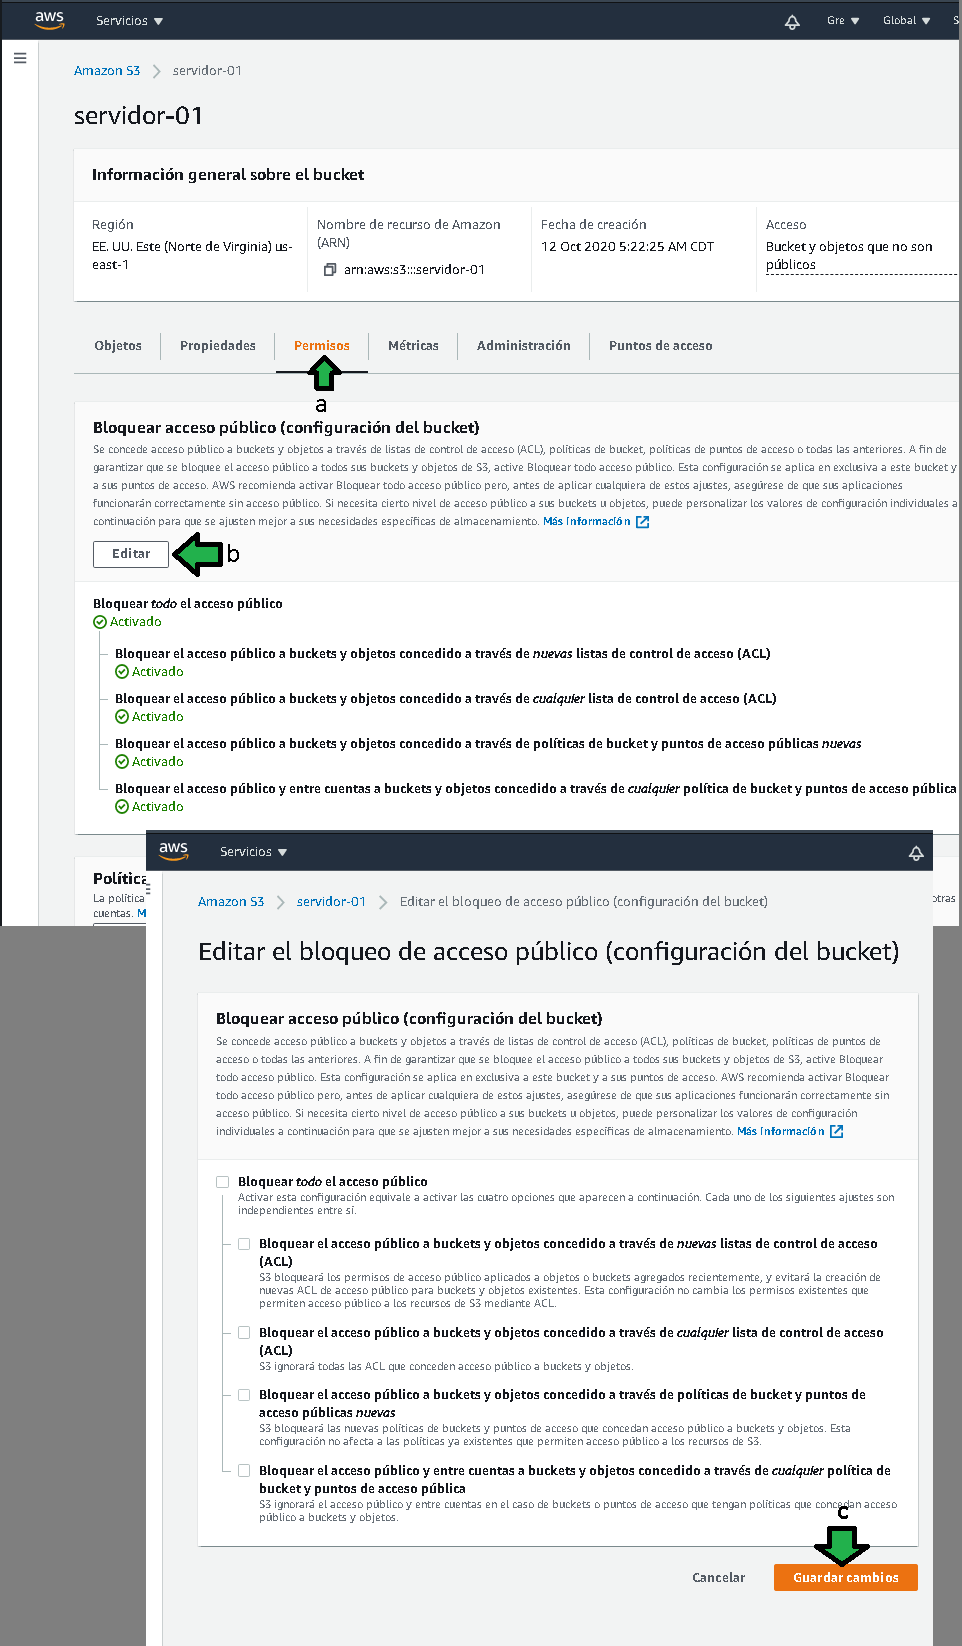 aws Servicios Gre Global S
Amazon S3 servidor-01
servidor-01
Información general sobre el bucket
Región
EE. UU. Este (Norte de Virginia) us-
east-1
Nombre de recurso de Amazon
(ARN)
arn:aws:s3:::servidor-01
Fecha de creación
12 Oct 2020 5:22:25 AM CDT
Acceso
Bucket y objetos que no son
públicos
Objetos Propiedades Permisos Métricas Administración Puntos de acceso
a
Bloquear acceso público (configuración del bucket)
Se concede acceso público a buckets y objetos a través de listas de control de acceso (ACL), políticas de bucket, políticas de puntos de acceso o todas las anteriores. A fin de
garantizar que se bloquee el acceso público a todos sus buckets y objetos de S3, active Bloquear todo acceso público. Esta configuración se aplica en exclusiva a este bucket y
a sus puntos de acceso. AWS recomienda activar Bloquear todo acceso público pero, antes de aplicar cualquiera de estos ajustes, asegúrese de que sus aplicaciones
funcionarán correctamente sin acceso público. Si necesita cierto nivel de acceso público a sus buckets u objetos, puede personalizar los valores de configuración individuales a
continuación para que se ajusten mejor a sus necesidades específicas de almacenamiento. Más información
Editar b
Bloquear todo el acceso público
Activado
Bloquear el acceso público a buckets y objetos concedido a través de nuevas listas de control de acceso (ACL)
Activado
Bloquear el acceso público a buckets y objetos concedido a través de cualquier lista de control de acceso (ACL)
Activado
Bloquear el acceso público a buckets y objetos concedido a través de políticas de bucket y puntos de acceso públicas nuevas
Activado
Bloquear el acceso público y entre cuentas a buckets y objetos concedido a través de cualquier política de bucket y puntos de acceso pública
Activado
Política
La política otras
cuentas. M
aws Servicios
Amazon S3 servidor-01 Editar el bloqueo de acceso público (configuración del bucket)
Editar el bloqueo de acceso público (configuración del bucket)
Bloquear acceso público (configuración del bucket)
Se concede acceso público a buckets y objetos a través de listas de control de acceso (ACL), políticas de bucket, políticas de puntos de
acceso o todas las anteriores. A fin de garantizar que se bloquee el acceso público a todos sus buckets y objetos de S3, active Bloquear
todo acceso público. Esta configuración se aplica en exclusiva a este bucket y a sus puntos de acceso. AWS recomienda activar Bloquear
todo acceso público pero, antes de aplicar cualquiera de estos ajustes, asegúrese de que sus aplicaciones funcionarán correctamente sin
acceso público. Si necesita cierto nivel de acceso público a sus buckets u objetos, puede personalizar los valores de configuración
individuales a continuación para que se ajusten mejor a sus necesidades específicas de almacenamiento. Más información
Bloquear todo el acceso público
Activar esta configuración equivale a activar las cuatro opciones que aparecen a continuación. Cada uno de los siguientes ajustes son
independientes entre sí.
Bloquear el acceso público a buckets y objetos concedido a través de nuevas listas de control de acceso
(ACL)
S3 bloqueará los permisos de acceso público aplicados a objetos o buckets agregados recientemente, y evitará la creación de
nuevas ACL de acceso público para buckets y objetos existentes. Esta configuración no cambia los permisos existentes que
permiten acceso público a los recursos de S3 mediante ACL.
Bloquear el acceso público a buckets y objetos concedido a través de cualquier lista de control de acceso
(ACL)
S3 ignorará todas las ACL que conceden acceso público a buckets y objetos.
Bloquear el acceso público a buckets y objetos concedido a través de políticas de bucket y puntos de
acceso públicas nuevas
S3 bloqueará las nuevas políticas de buckets y puntos de acceso que concedan acceso público a buckets y objetos. Esta
configuración no afecta a las políticas ya existentes que permiten acceso público a los recursos de S3.
Bloquear el acceso público y entre cuentas a buckets y objetos concedido a través de cualquier política de
bucket y puntos de acceso pública
S3 ignorará el acceso público y entre cuentas en el caso de buckets o puntos de acceso que tengan políticas que concedan acceso
público a buckets y objetos.
c
Cancelar Guardar cambios